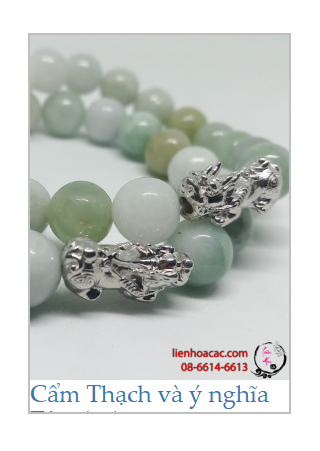 lienhoacac.com
08-6614-6613
Cẩm Thạch và ý nghĩa